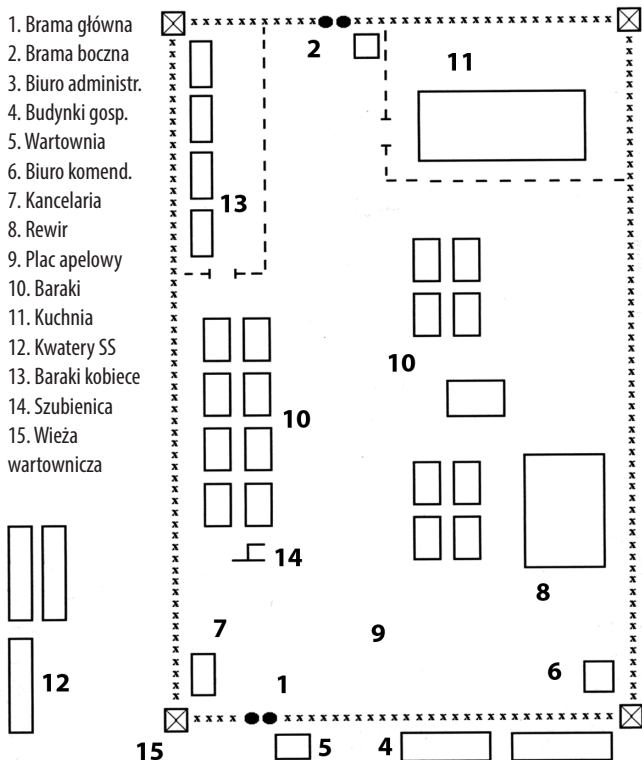 1. Brama główna
2. Brama boczna
3. Biuro administr.
4. Budynki gosp.
5. Wartownia
6. Biuro komend.
7. Kancelaria
8. Rewir
9. Plac apelowy
10. Baraki
11. Kuchnia
12. Kwatery SS
13. Baraki kobiece
14. Szubienica
15. Wieża
wartownicza
2
11
13
10
10
14
8
7
9
12
1
6
15
5
4